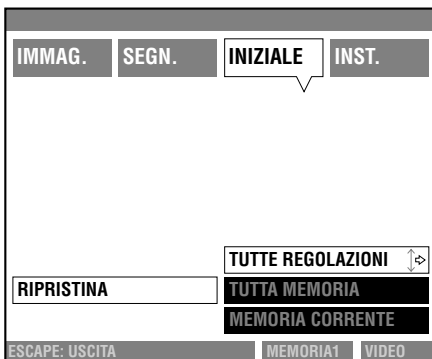 IMMAG. SEGN. INIZIALE INST.
TUTTE REGOLAZIONI
RIPRISTINA TUTTA MEMORIA
MEMORIA CORRENTE
ESCAPE: USCITA MEMORIA1 VIDEO